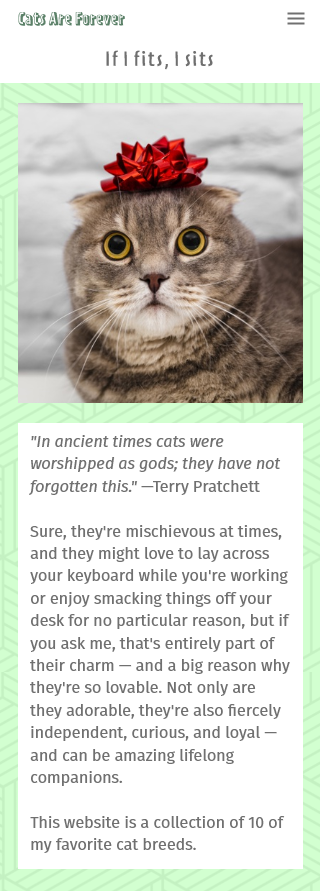 Cats Are Forever
If I fits, I sits
"In ancient times cats were
worshipped as gods; they have not
forgotten this." —Terry Pratchett
Sure, they're mischievous at times,
and they might love to lay across
your keyboard while you're working
or enjoy smacking things off your
desk for no particular reason, but if
you ask me, that's entirely part of
their charm — and a big reason why
they're so lovable. Not only are
they adorable, they're also fiercely
independent, curious, and loyal —
and can be amazing lifelong
companions.
This website is a collection of 10 of
my favorite cat breeds.